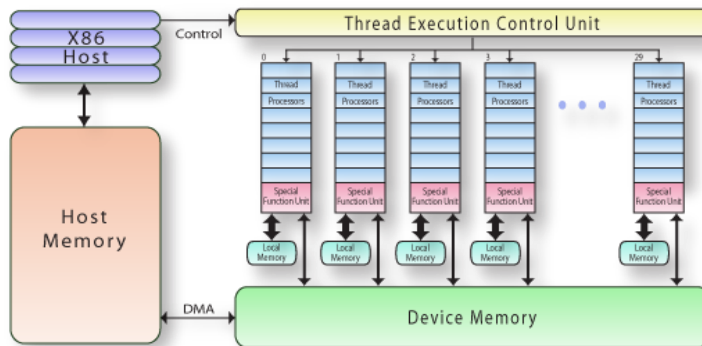 X86
Host
Control
Thread Execution Control Unit
0
1
2
3
29
Thread
Processors
Thread
Processors
Thread
Processors
Thread
Processors
Thread
Processors
Special
Function Unit
Special
Function Unit
Special
Function Unit
Special
Function Unit
Special
Function Unit
Local
Memory
Local
Memory
Local
Memory
Local
Memory
Local
Memory
Host
Memory
DMA
Device Memory